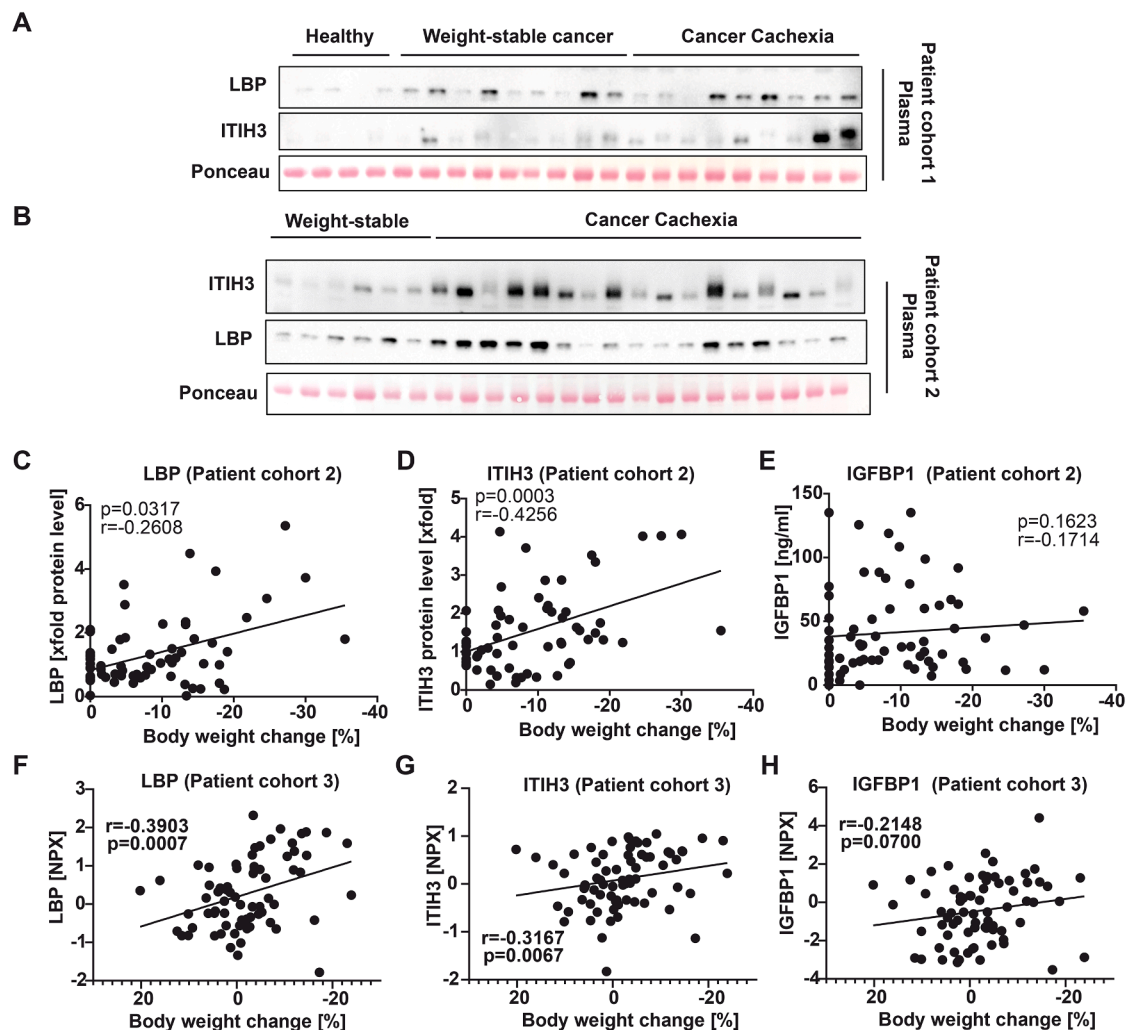 A
Healthy Weight-stable cancer Cancer Cachexia
LBP
ITIH3
Ponceau
Patient cohort 1
Plasma
B
Weight-stable Cancer Cachexia
ITIH3
LBP
Ponceau
Patient cohort 2
Plasma
C
LBP (Patient cohort 2)
p=0.0317
r=-0.2608
LBP [xfold protein level]
6
4
2
0
0 -10 -20 -30 -40
Body weight change [%]
D
ITIH3 (Patient cohort 2)
p=0.0003
r=-0.4256
ITIH3 protein level [xfold]
5
4
3
2
1
0
0 -10 -20 -30 -40
Body weight change [%]
E
IGFBP1 (Patient cohort 2)
p=0.1623
r=-0.1714
IGFBP1 [ng/ml]
150
100
50
0
0 -10 -20 -30 -40
Body weight change [%]
F
LBP (Patient cohort 3)
r=-0.3903
p=0.0007
LBP [NPX]
3
2
1
0
-1
-2
20 0 -20
Body weight change [%]
G
ITIH3 (Patient cohort 3)
r=-0.3167
p=0.0067
ITIH3 [NPX]
2
1
0
-1
-2
20 0 -20
Body weight change [%]
H
IGFBP1 (Patient cohort 3)
r=-0.2148
p=0.0700
IGFBP1 [NPX]
6
4
2
0
-2
-4
20 0 -20
Body weight change [%]